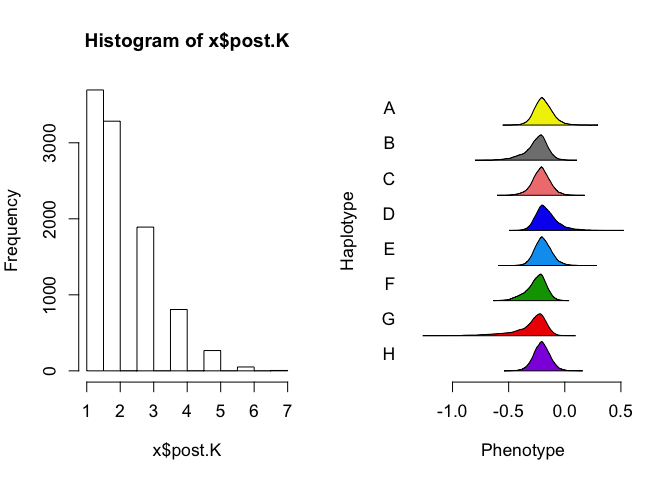 Histogram of x$post.K
Frequency
0
1000
2000
3000
1 2 3 4 5 6 7
x$post.K
Haplotype
A
B
C
D
E
F
G
H
-1.0 -0.5 0.0 0.5
Phenotype